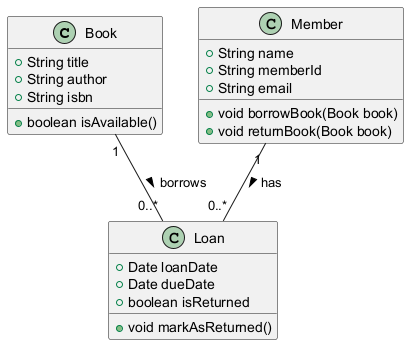 C Book
+ String title
+ String author
+ String isbn
+ boolean isAvailable()
C Member
+ String name
+ String memberId
+ String email
+ void borrowBook(Book book)
+ void returnBook(Book book)
1
1
borrows
has
0..*
0..*
C Loan
+ Date loanDate
+ Date dueDate
+ boolean isReturned
+ void markAsReturned()